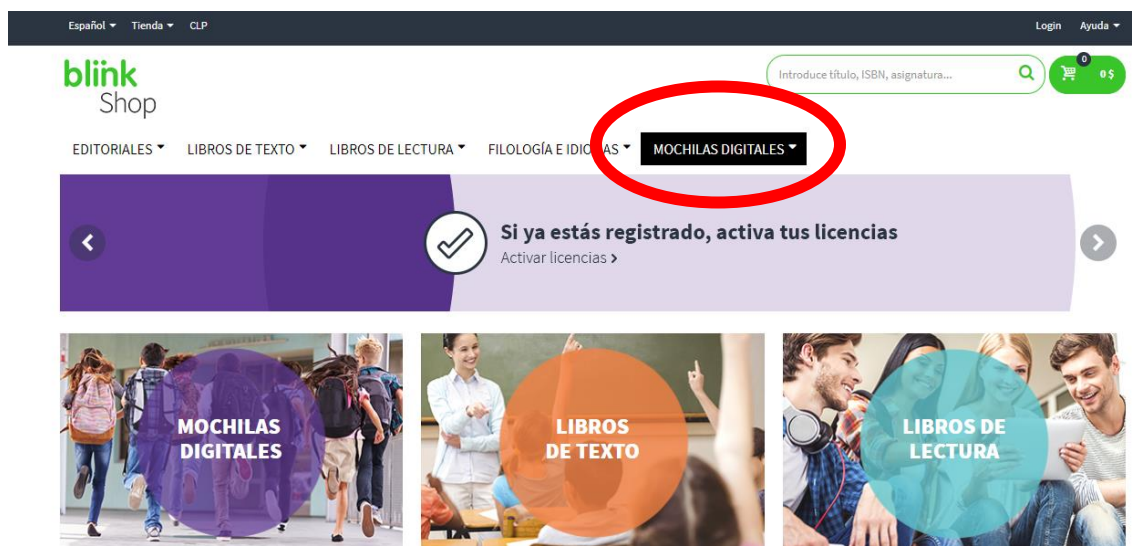 Español Tienda CLP Login Ayuda
blink
Shop
Introduce título, ISBN, asignatura...
0
0 $
EDITORIALES LIBROS DE TEXTO LIBROS DE LECTURA FILOLOGÍA E IDIOMAS MOCHILAS DIGITALES
Si ya estás registrado, activa tus licencias
Activar licencias >
MOCHILAS
DIGITALES
LIBROS
DE TEXTO
LIBROS DE
LECTURA